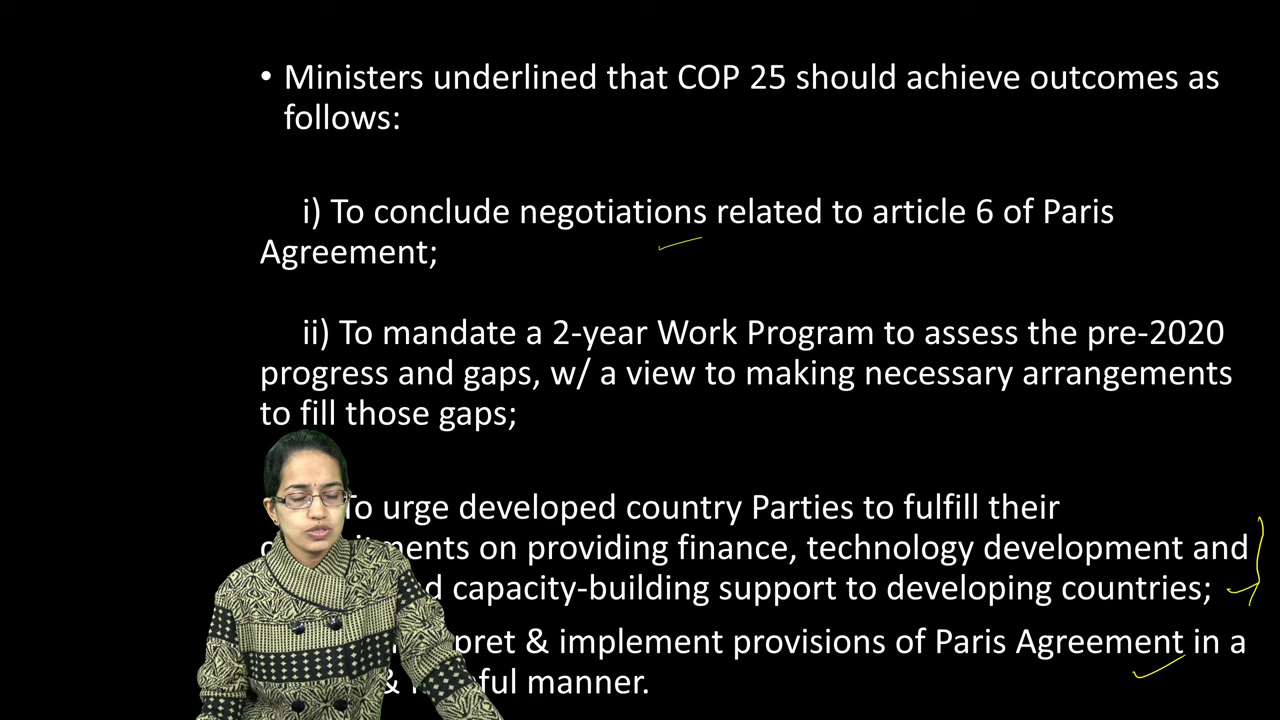 • Ministers underlined that COP 25 should achieve outcomes as
follows:
i) To conclude negotiations related to article 6 of Paris
Agreement;
ii) To mandate a 2-year Work Program to assess the pre-2020
progress and gaps, w/ a view to making necessary arrangements
to fill those gaps;
To urge developed country Parties to fulfill their
on providing finance, technology development and
capacity-building support to developing countries;
& implement provisions of Paris Agreement in a
& manner.